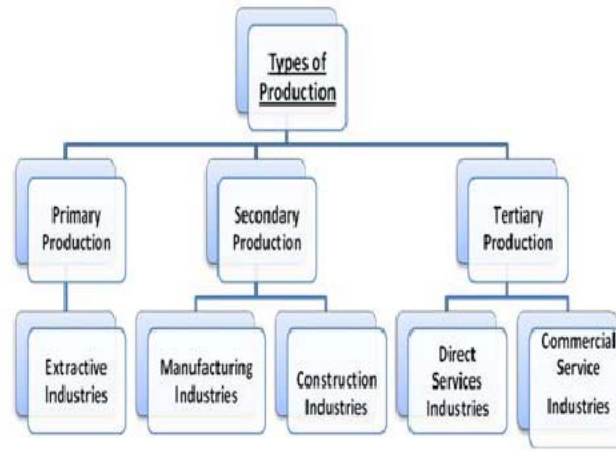 Types of
Production
Primary
Production
Secondary
Production
Tertiary
Production
Extractive
Industries
Manufacturing
Industries
Construction
Industries
Direct
Services
Industries
Commercial
Service
Industries